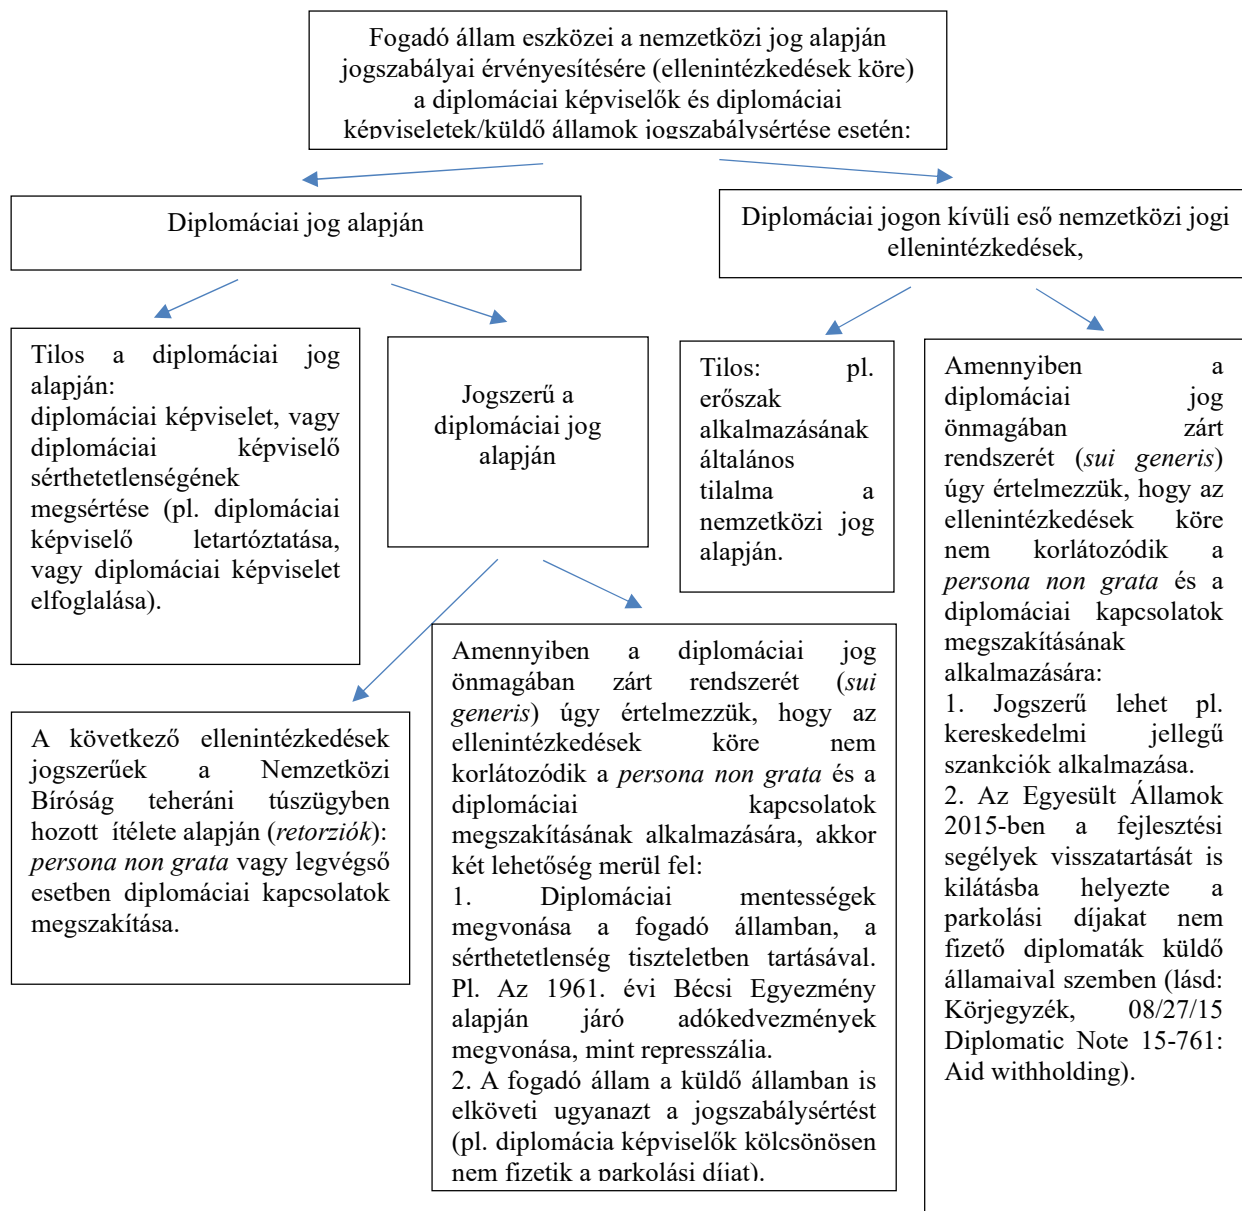 Fogadó állam eszközei a nemzetközi jog alapján
jogszabályai érvényesítésére (ellenintézkedések köre)
a diplomáciai képviselők és diplomáciai
képviseletek/küldő államok jogszabálysértése esetén:
Diplomáciai jog alapján
Diplomáciai jogon kívüli eső nemzetközi jogi
ellenintézkedések,
Tilos a diplomáciai jog
alapján:
diplomáciai képviselet, vagy
diplomáciai képviselő
sérthetetlenségének
megsértése (pl. diplomáciai
képviselő letartóztatása,
vagy diplomáciai képviselet
elfoglalása).
Jogszerű a
diplomáciai jog
alapján
Tilos: pl.
erőszak
alkalmazásának
általános
tilalma a
nemzetközi jog
alapján.
Amennyiben a
diplomáciai jog
önmagában zárt
rendszerét (sui generis)
úgy értelmezzük, hogy az
ellenintézkedések köre
nem korlátozódik a
persona non grata és a
diplomáciai kapcsolatok
megszakításának
alkalmazására:
1. Jogszerű lehet pl.
kereskedelmi jellegű
szankciók alkalmazása.
2. Az Egyesült Államok
2015-ben a fejlesztési
segélyek visszatartását is
kilátásba helyezte a
parkolási díjakat nem
fizető diplomaták küldő
államaival szemben (lásd:
Körjegyzék, 08/27/15
Diplomatic Note 15-761:
Aid withholding).
A következő ellenintézkedések
jogszerűek a Nemzetközi
Bíróság teheráni túszügyben
hozott ítélete alapján (retorziók):
persona non grata vagy legvégső
esetben diplomáciai kapcsolatok
megszakítása.
Amennyiben a diplomáciai jog
önmagában zárt rendszerét (sui
generis) úgy értelmezzük, hogy az
ellenintézkedések köre nem
korlátozódik a persona non grata és a
diplomáciai kapcsolatok
megszakításának alkalmazására, akkor
két lehetőség merül fel:
1. Diplomáciai mentességek
megvonása a fogadó államban, a
sérthetetlenség tiszteletben tartásával.
Pl. Az 1961. évi Bécsi Egyezmény
alapján járó adókedvezmények
megvonása, mint represszália.
2. A fogadó állam a küldő államban is
elköveti ugyanazt a jogszabálysértést
(pl. diplomácia képviselők kölcsönösen
nem fizetik a parkolási díjat).